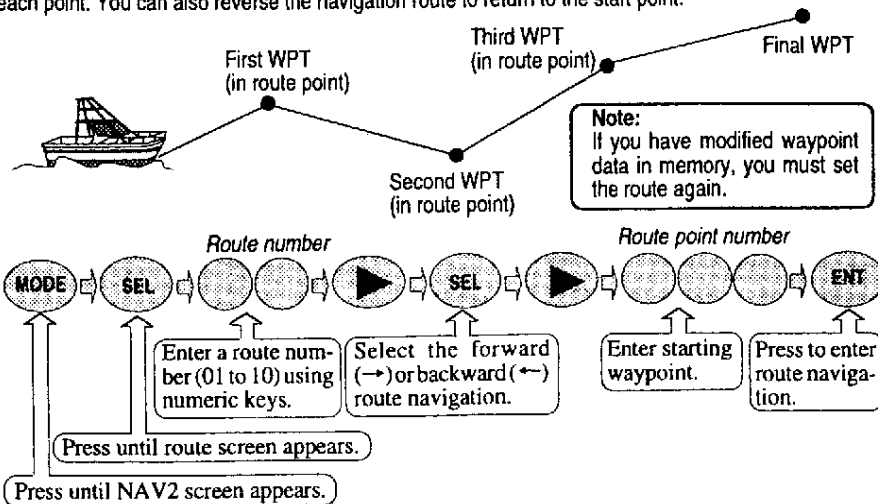 each point. You can also reverse the navigation route to return to the start point.
First WPT
(in route point)
Third WPT
(in route point)
Final WPT
Second WPT
(in route point)
Note:
If you have modified waypoint
data in memory, you must set
the route again.
Route number
Route point number
MODE SEL SEL ENT
Enter a route num-
ber (01 to 10) using
numeric keys.
Select the forward
(→) or backward (←)
route navigation.
Enter starting
waypoint.
Press to enter
route naviga-
tion.
Press until route screen appears.
Press until NAV2 screen appears.